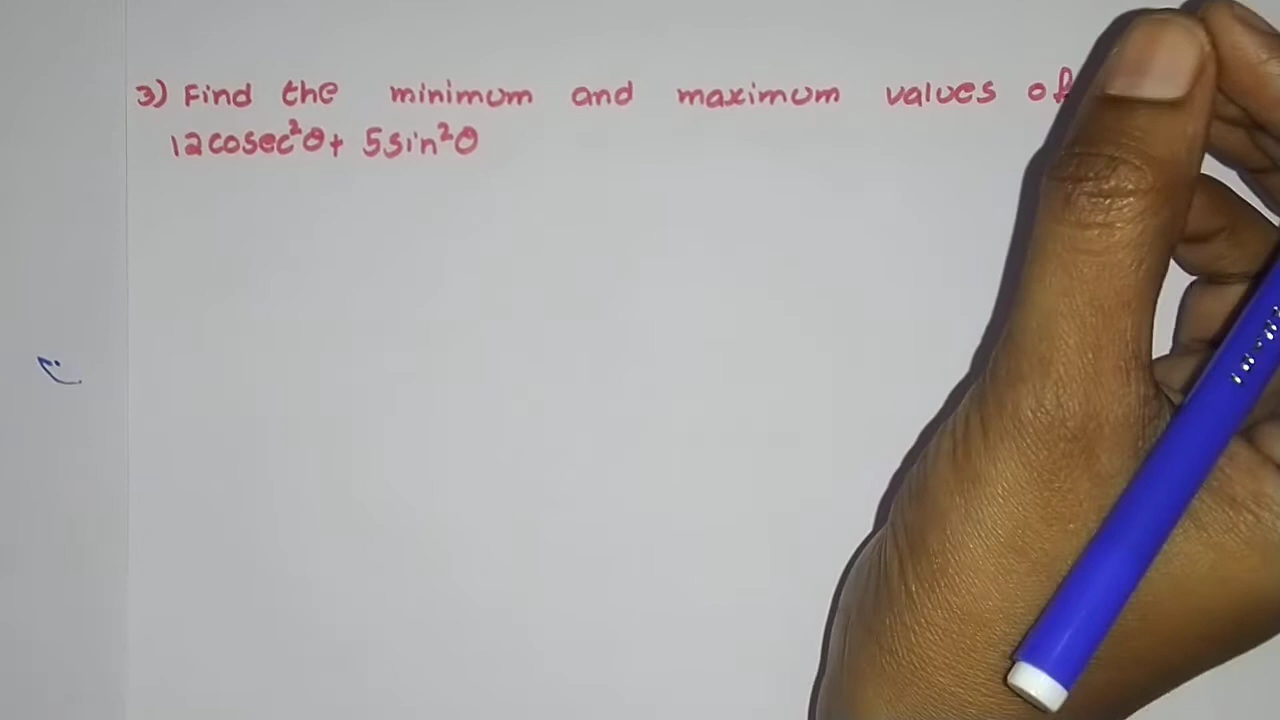 3) Find the minimum and maximum values of
12cosec²θ + 5sin²θ